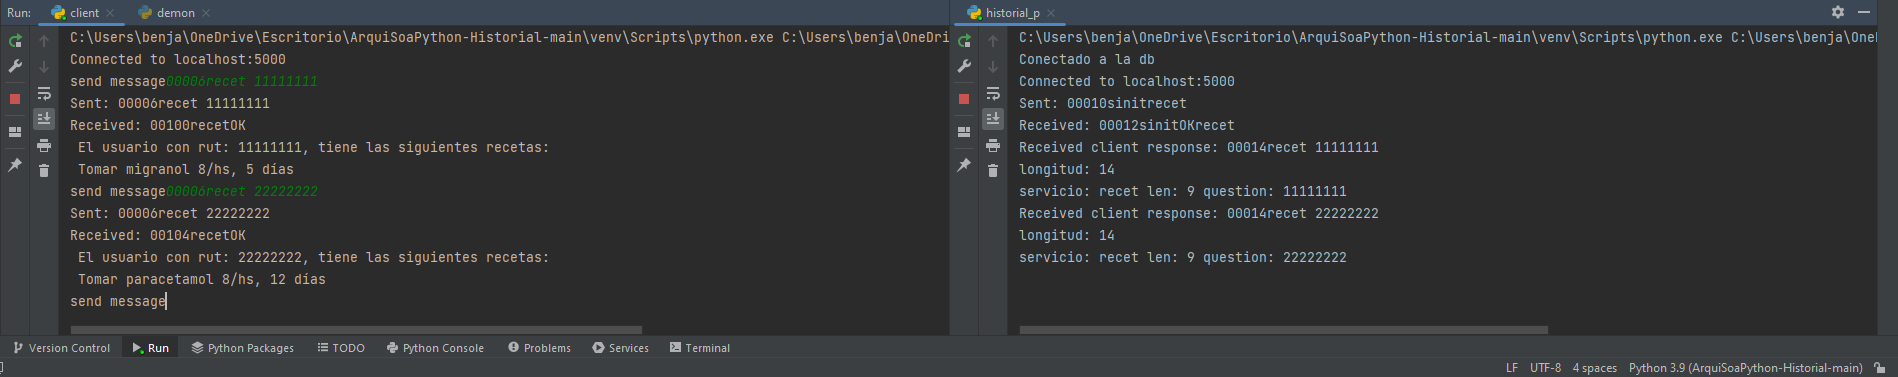 Run:
client
demon
C:\Users\benja\OneDrive\Escritorio\ArquiSoaPython-Historial-main\venv\Scripts\python.exe C:\Users\benja\OneDri
Connected to localhost:5000
send message00006recet 11111111
Sent: 00006recet 11111111
Received: 00100recetOK
El usuario con rut: 11111111, tiene las siguientes recetas:
Tomar migranol 8/hs, 5 días
send message00006recet 22222222
Sent: 00006recet 22222222
Received: 00104recetOK
El usuario con rut: 22222222, tiene las siguientes recetas:
Tomar paracetamol 8/hs, 12 días
send message
historial_p
C:\Users\benja\OneDrive\Escritorio\ArquiSoaPython-Historial-main\venv\Scripts\python.exe C:\Users\benja\One
Conectado a la db
Connected to localhost:5000
Sent: 00010sinitrecet
Received: 00012sinitOKrecet
Received client response: 00014recet 11111111
longitud: 14
servicio: recet len: 9 question: 11111111
Received client response: 00014recet 22222222
longitud: 14
servicio: recet len: 9 question: 22222222
Version Control
Run
Python Packages
TODO
Python Console
Problems
Services
Terminal
LF
UTF-8
4 spaces
Python 3.9 (ArquiSoaPython-Historial-main)